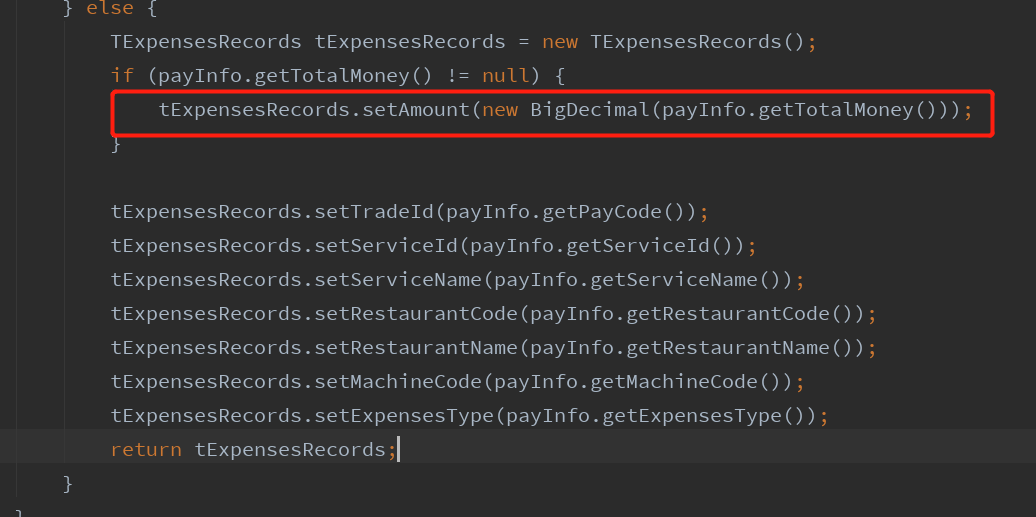 } else {
TExpensesRecords tExpensesRecords = new TExpensesRecords();
if (payInfo.getTotalMoney() != null) {
tExpensesRecords.setAmount(new BigDecimal(payInfo.getTotalMoney()));
}
tExpensesRecords.setTradeId(payInfo.getPayCode());
tExpensesRecords.setServiceId(payInfo.getServiceId());
tExpensesRecords.setServiceName(payInfo.getServiceName());
tExpensesRecords.setRestaurantCode(payInfo.getRestaurantCode());
tExpensesRecords.setRestaurantName(payInfo.getRestaurantName());
tExpensesRecords.setMachineCode(payInfo.getMachineCode());
tExpensesRecords.setExpensesType(payInfo.getExpensesType());
return tExpensesRecords;
}
}